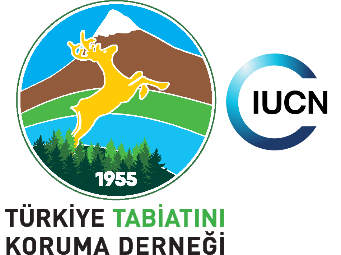 1955
IUCN
TÜRKİYE TABİATINI
KORUMA DERNEĞİ